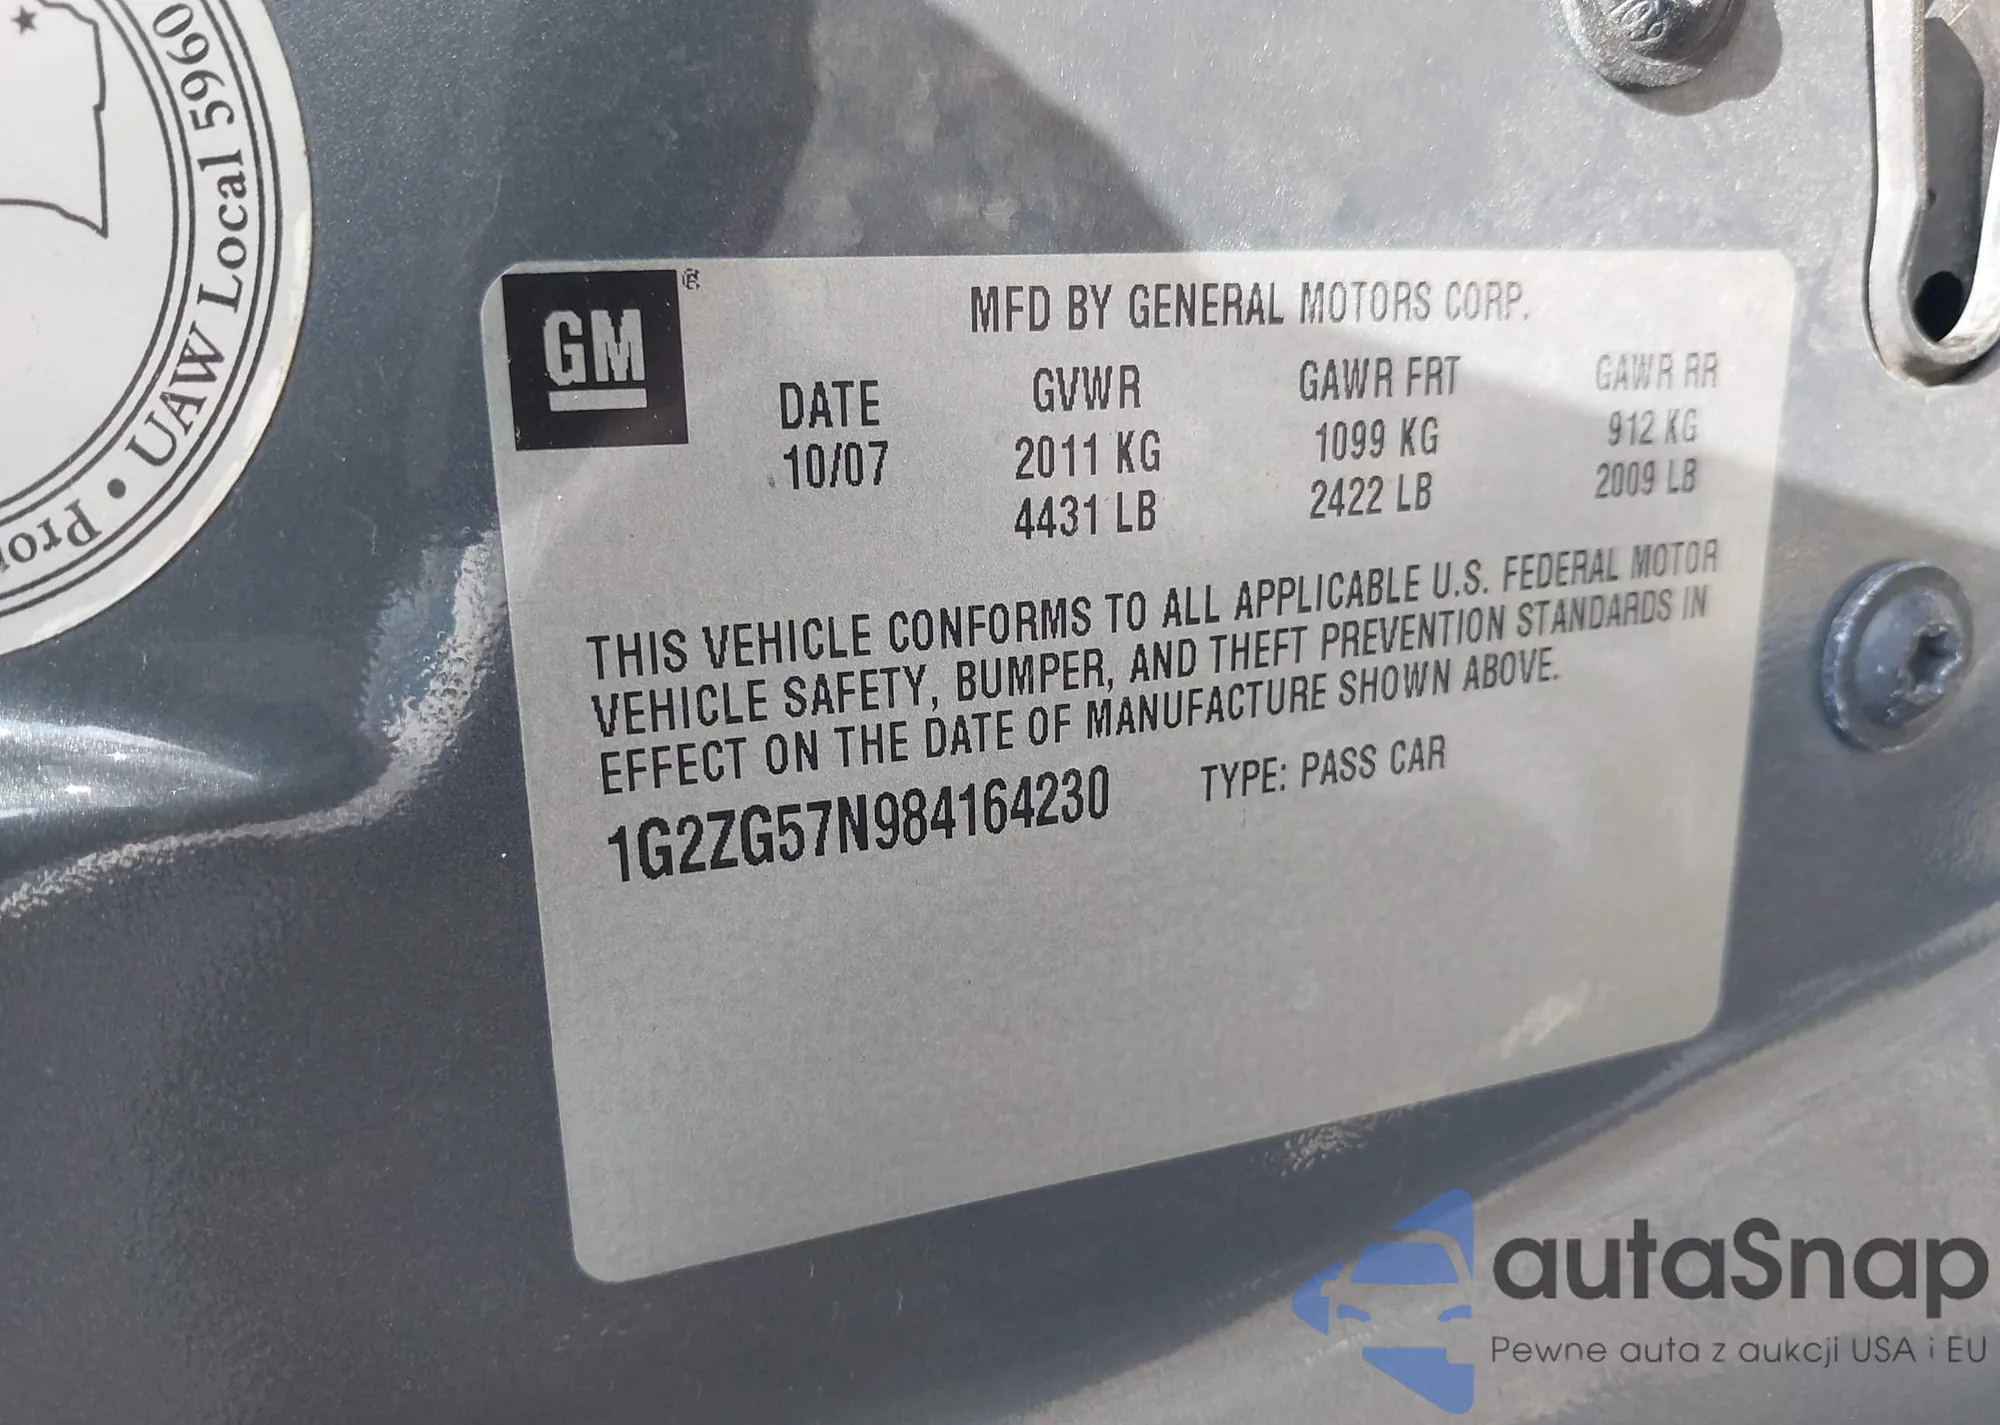 UAW Local 5960
GM
®
MFD BY GENERAL MOTORS CORP.
DATE GVWR GAWR FRT GAWR RR
10/07 2011 KG 1099 KG 912 KG
4431 LB 2422 LB 2009 LB
THIS VEHICLE CONFORMS TO ALL APPLICABLE U.S. FEDERAL MOTOR
VEHICLE SAFETY, BUMPER, AND THEFT PREVENTION STANDARDS IN
EFFECT ON THE DATE OF MANUFACTURE SHOWN ABOVE.
1G2ZG57N984164230 TYPE: PASS CAR
autaSnap
Pewne auta z aukcji USA i EU